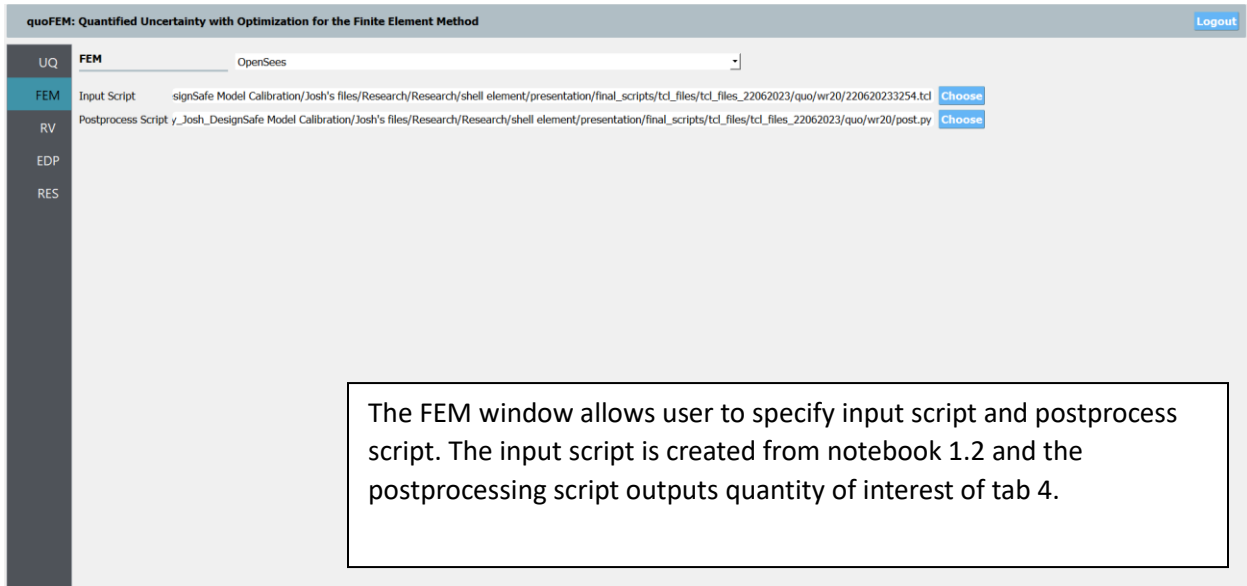 quoFEM: Quantified Uncertainty with Optimization for the Finite Element Method
Logout
UQ
FEM
RV
EDP
RES
FEM OpenSees
Input Script :signSafe Model Calibration/Josh's files/Research/Research/shell element/presentation/final_scripts/tcl_files/tcl_files_22062023/quo/wr20/220620233254.tcl Choose
Postprocess Script y_Josh_DesignSafe Model Calibration/Josh's files/Research/Research/shell element/presentation/final_scripts/tcl_files/tcl_files_22062023/quo/wr20/post.py Choose
The FEM window allows user to specify input script and postprocess
script. The input script is created from notebook 1.2 and the
postprocessing script outputs quantity of interest of tab 4.